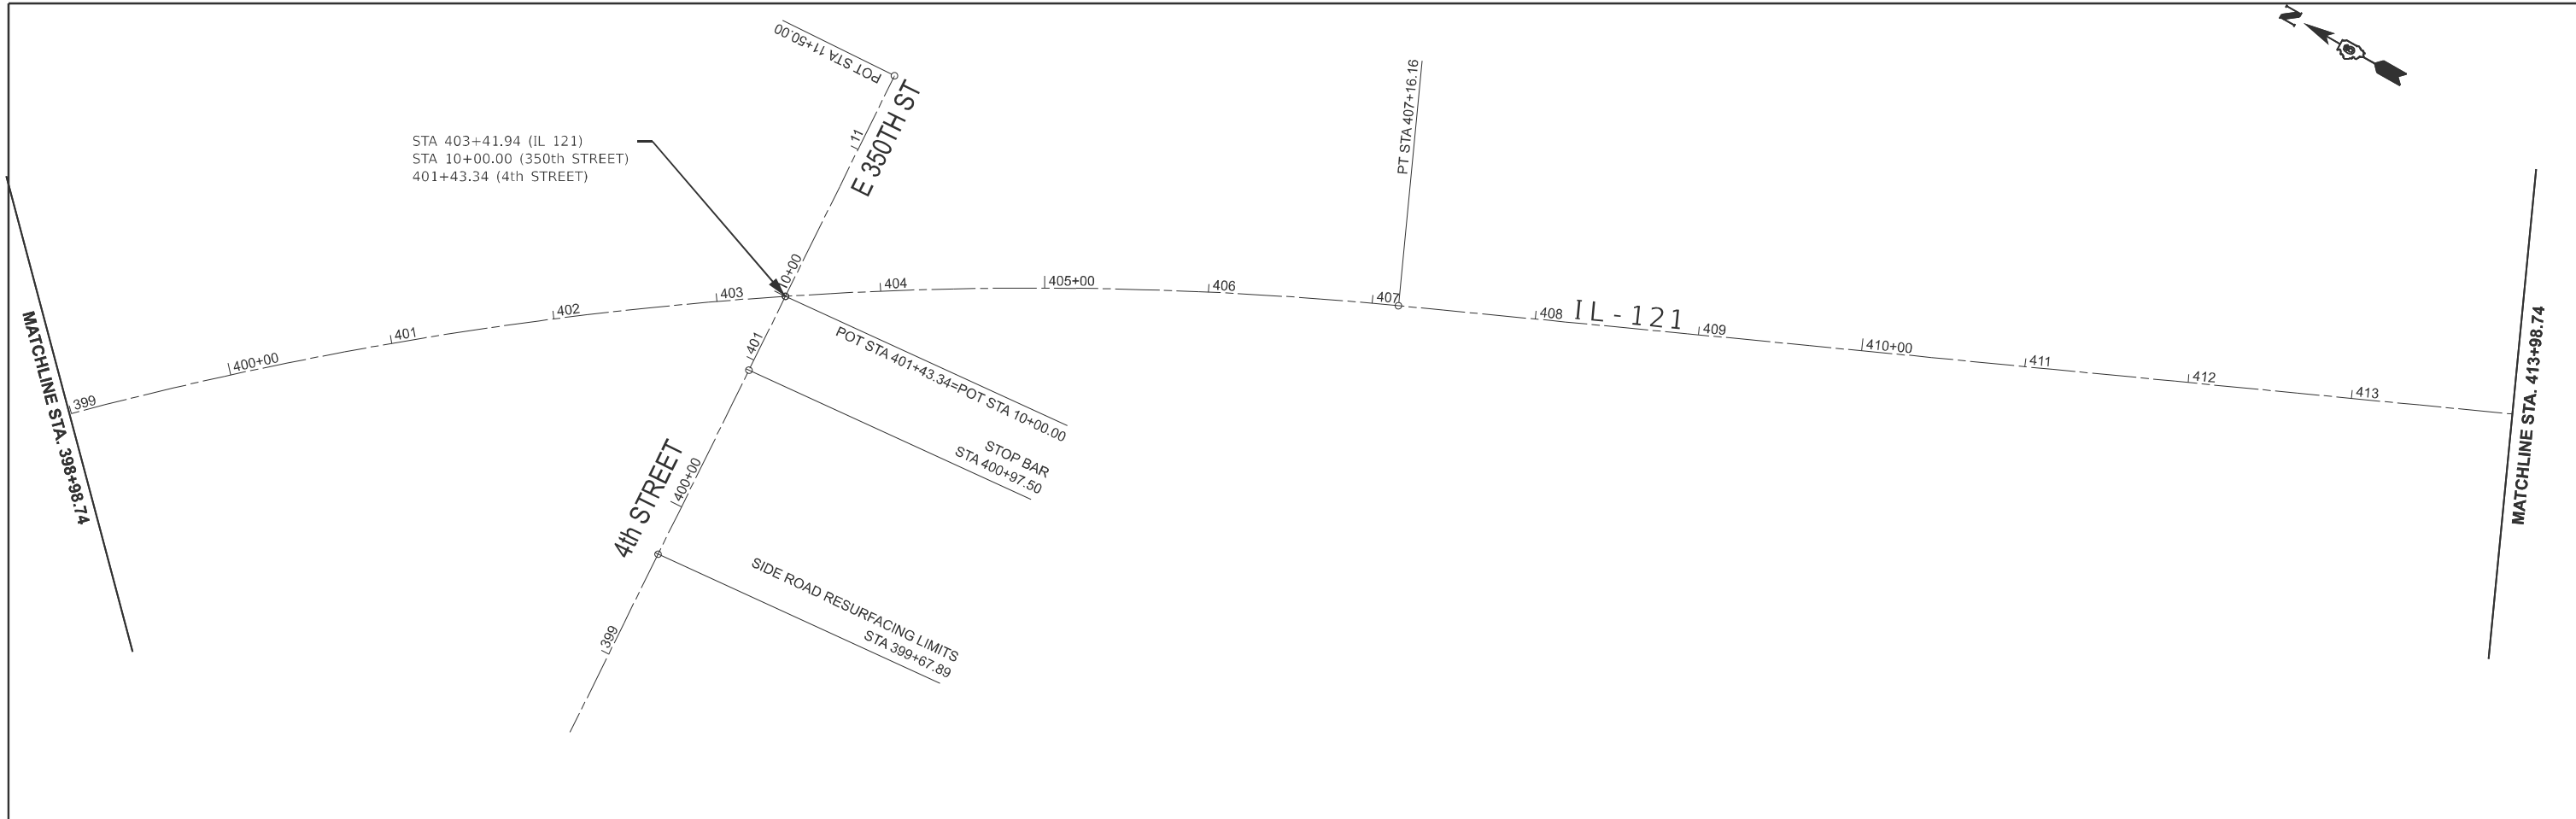 N
POT STA 11+50.00
E 350TH ST
11
10+00
STA 403+41.94 (IL 121)
STA 10+00.00 (350th STREET)
401+43.34 (4th STREET)
PT STA 407+16.16
MATCHLINE STA. 398+98.74
399
400+00
401
402
403
404
405+00
406
407
408
IL-121
409
410+00
411
412
413
MATCHLINE STA. 413+98.74
401
POT STA 401+43.34=POT STA 10+00.00
STOP BAR
STA 400+97.50
4th STREET
400+00
SIDE ROAD RESURFACING LIMITS
STA 399+67.89
399